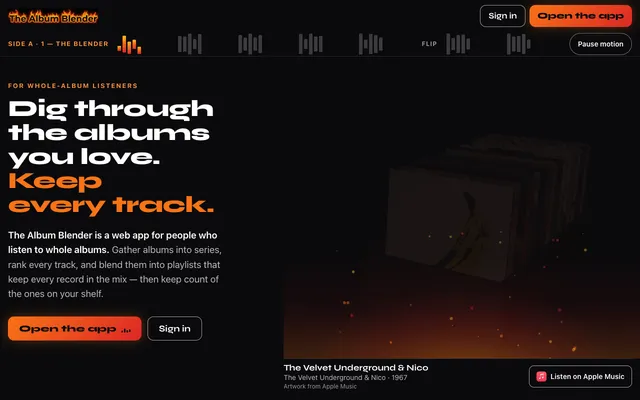 The Album Blender
Sign in
Open the app
SIDE A · 1 — THE BLENDER
FLIP
Pause motion
FOR WHOLE-ALBUM LISTENERS
Dig through
the albums
you love.
Keep
every track.
The Album Blender is a web app for people who
listen to whole albums. Gather albums into series,
rank every track, and blend them into playlists that
keep every record in the mix — then keep count of
the ones on your shelf.
Open the app
Sign in
The Velvet Underground & Nico
The Velvet Underground & Nico · 1967
Artwork from Apple Music
Listen on Apple Music